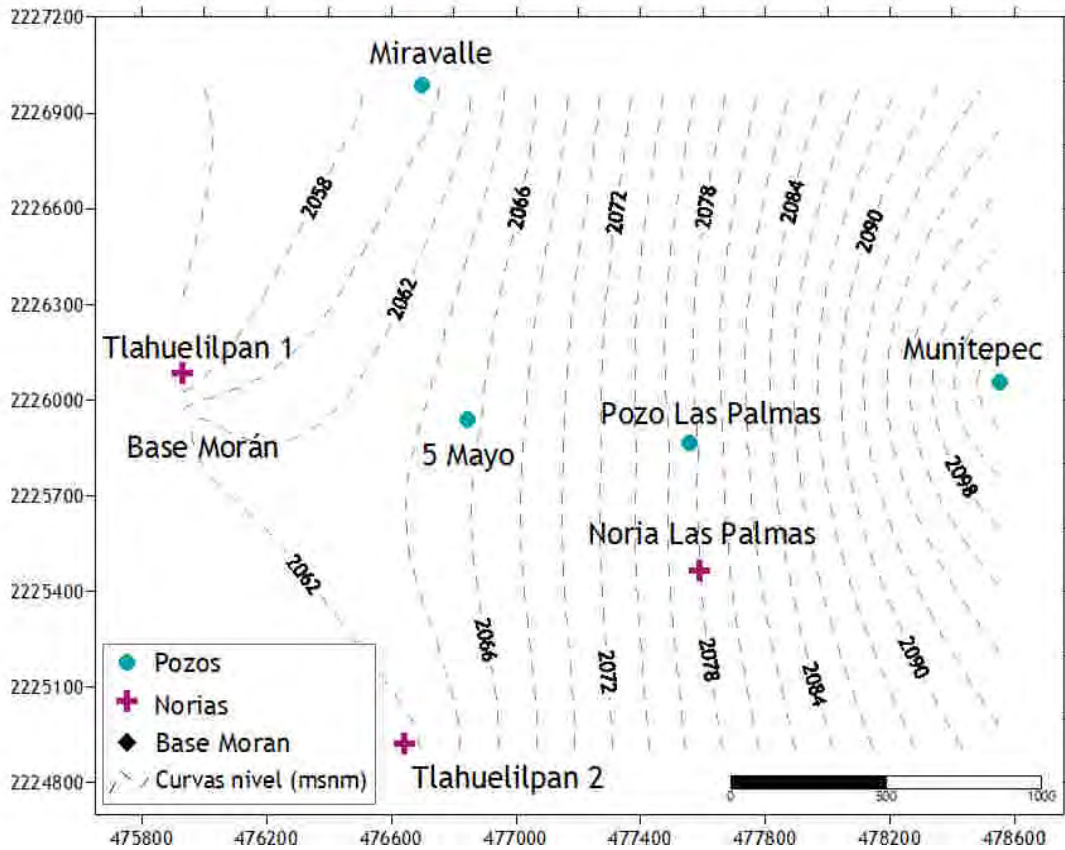 2227200
2226900
2226600
2226300
2226000
2225700
2225400
2225100
2224800
Miravalle
2058
2066
2072
2078
2084
2090
2062
Tlahuelilpan 1
Munitepec
Pozo Las Palmas
Base Morán
5 Mayo
2098
Noria Las Palmas
2062
2066
2072
2078
2084
2090
Pozos
Norias
Base Moran
Curvas nivel (msnm)
Tlahuelilpan 2
0 500 1000
475800 476200 476600 477000 477400 477800 478200 478600